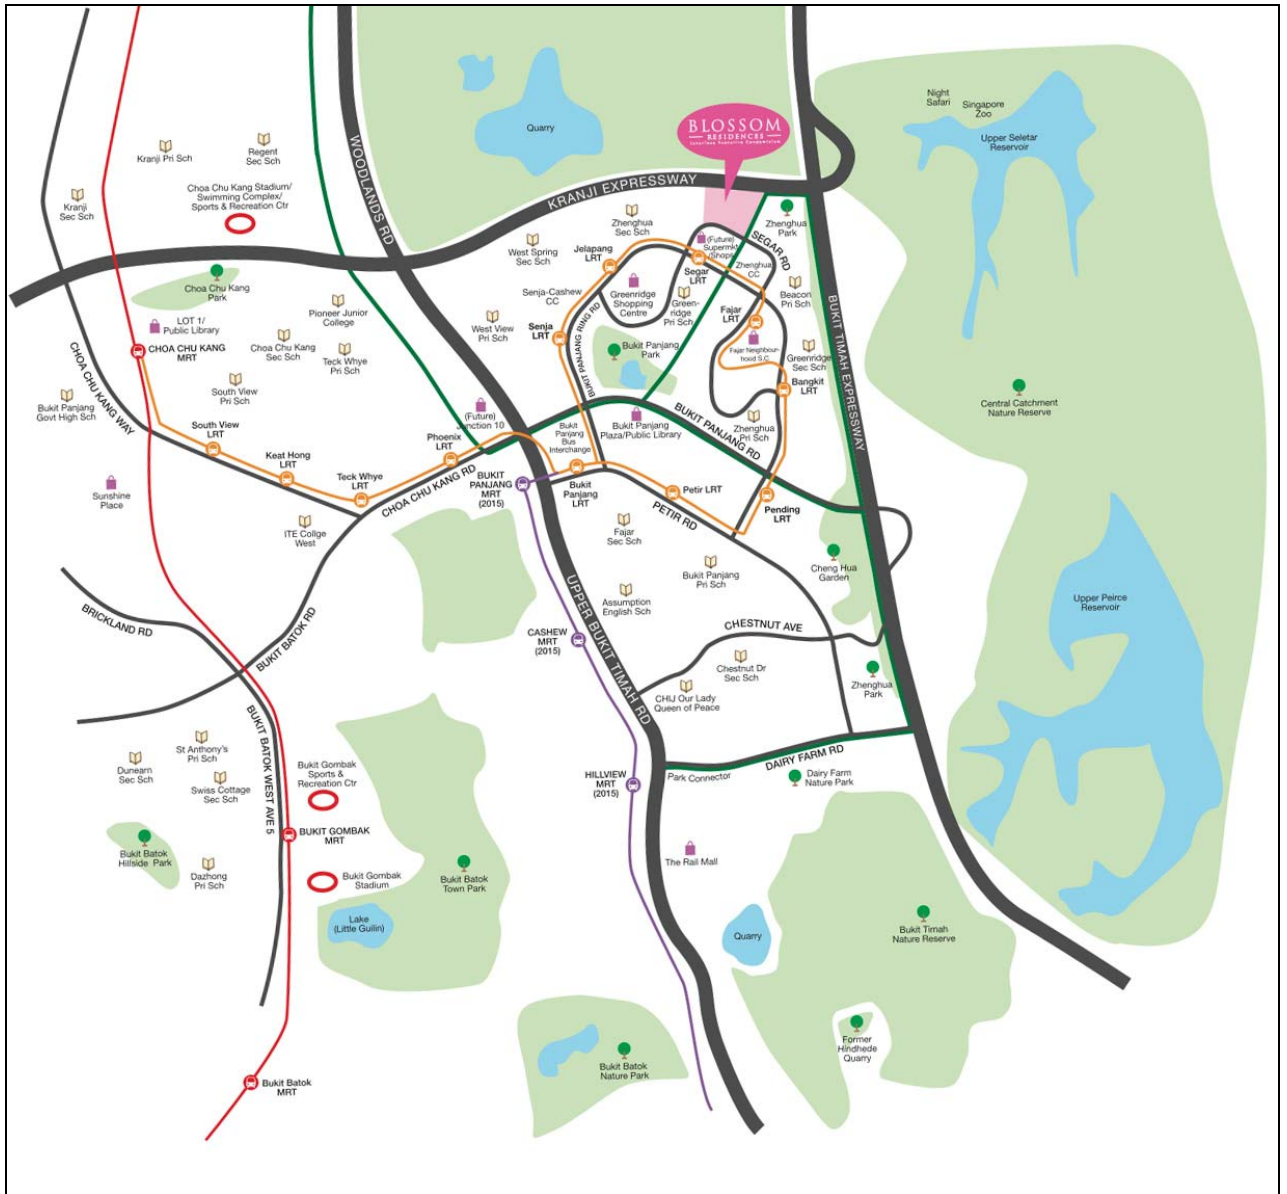 Night
Safari
Singapore
Zoo
Upper Seletar
Reservoir
Quarry
BLOSSOM
RESIDENCES
Luxurious Executive Condominium
WOODLANDS RD
KRANJI EXPRESSWAY
Kranji Pri Sch
Regent
Sec Sch
Choa Chu Kang Stadium/
Swimming Complex/
Sports & Recreation Ctr
Kranji
Sec Sch
Zhenghua
Sec Sch
West Spring
Sec Sch
Jelapang
LRT
(Future)
Supermkt
/Shops
SEGAR RD
Zhenghua
Park
Segar
LRT
Zhenghua
CC
Choa Chu Kang
Park
Senja-Cashew
CC
Greenridge
Shopping
Centre
Green-
ridge
Pri Sch
Beacon
Pri Sch
Pioneer Junior
College
LOT 1/
Public Library
CHOA CHU KANG
MRT
Choa Chu Kang
Sec Sch
Teck Whye
Pri Sch
West View
Pri Sch
Senja
LRT
BUKIT PANJANG RING RD
Bukit Panjang
Park
Fajar
LRT
Fajar Neighbour-
hood S.C
Greenridge
Sec Sch
BUKIT TIMAH EXPRESSWAY
Bangkit
LRT
Central Catchment
Nature Reserve
CHOA CHU KANG WAY
Bukit Panjang
Govt High Sch
South View
Pri Sch
South View
LRT
Keat Hong
LRT
Teck Whye
LRT
Phoenix
LRT
(Future)
Junction 10
CHOA CHU KANG RD
Bukit
Panjang
Bus
Interchange
Bukit Panjang
Plaza/Public Library
BUKIT PANJANG RD
Zhenghua
Pri Sch
Sunshine
Place
BUKIT
PANJANG
MRT
(2015)
Bukit
Panjang
LRT
Petir LRT
PETIR RD
Pending
LRT
ITE Collge
West
Fajar
Sec Sch
Bukit Panjang
Pri Sch
Cheng Hua
Garden
Assumption
English Sch
Upper Peirce
Reservoir
BRICKLAND RD
BUKIT BATOK RD
UPPER BUKIT TIMAH RD
CASHEW
MRT
(2015)
CHESTNUT AVE
Chestnut Dr
Sec Sch
CHIJ Our Lady
Queen of Peace
Zhenghua
Park
BUKIT BATOK WEST AVE 5
St Anthony's
Pri Sch
Dunearn
Sec Sch
Swiss Cottage
Sec Sch
Bukit Gombak
Sports &
Recreation Ctr
HILLVIEW
MRT
(2015)
Park Connector
DAIRY FARM RD
Dairy Farm
Nature Park
BUKIT GOMBAK
MRT
Bukit Batok
Hillside Park
Dazhong
Pri Sch
Bukit Gombak
Stadium
Bukit Batok
Town Park
The Rail Mall
Lake
(Little Guilin)
Quarry
Bukit Timah
Nature Reserve
Former
Hindhede
Quarry
Bukit Batok
Nature Park
Bukit Batok
MRT